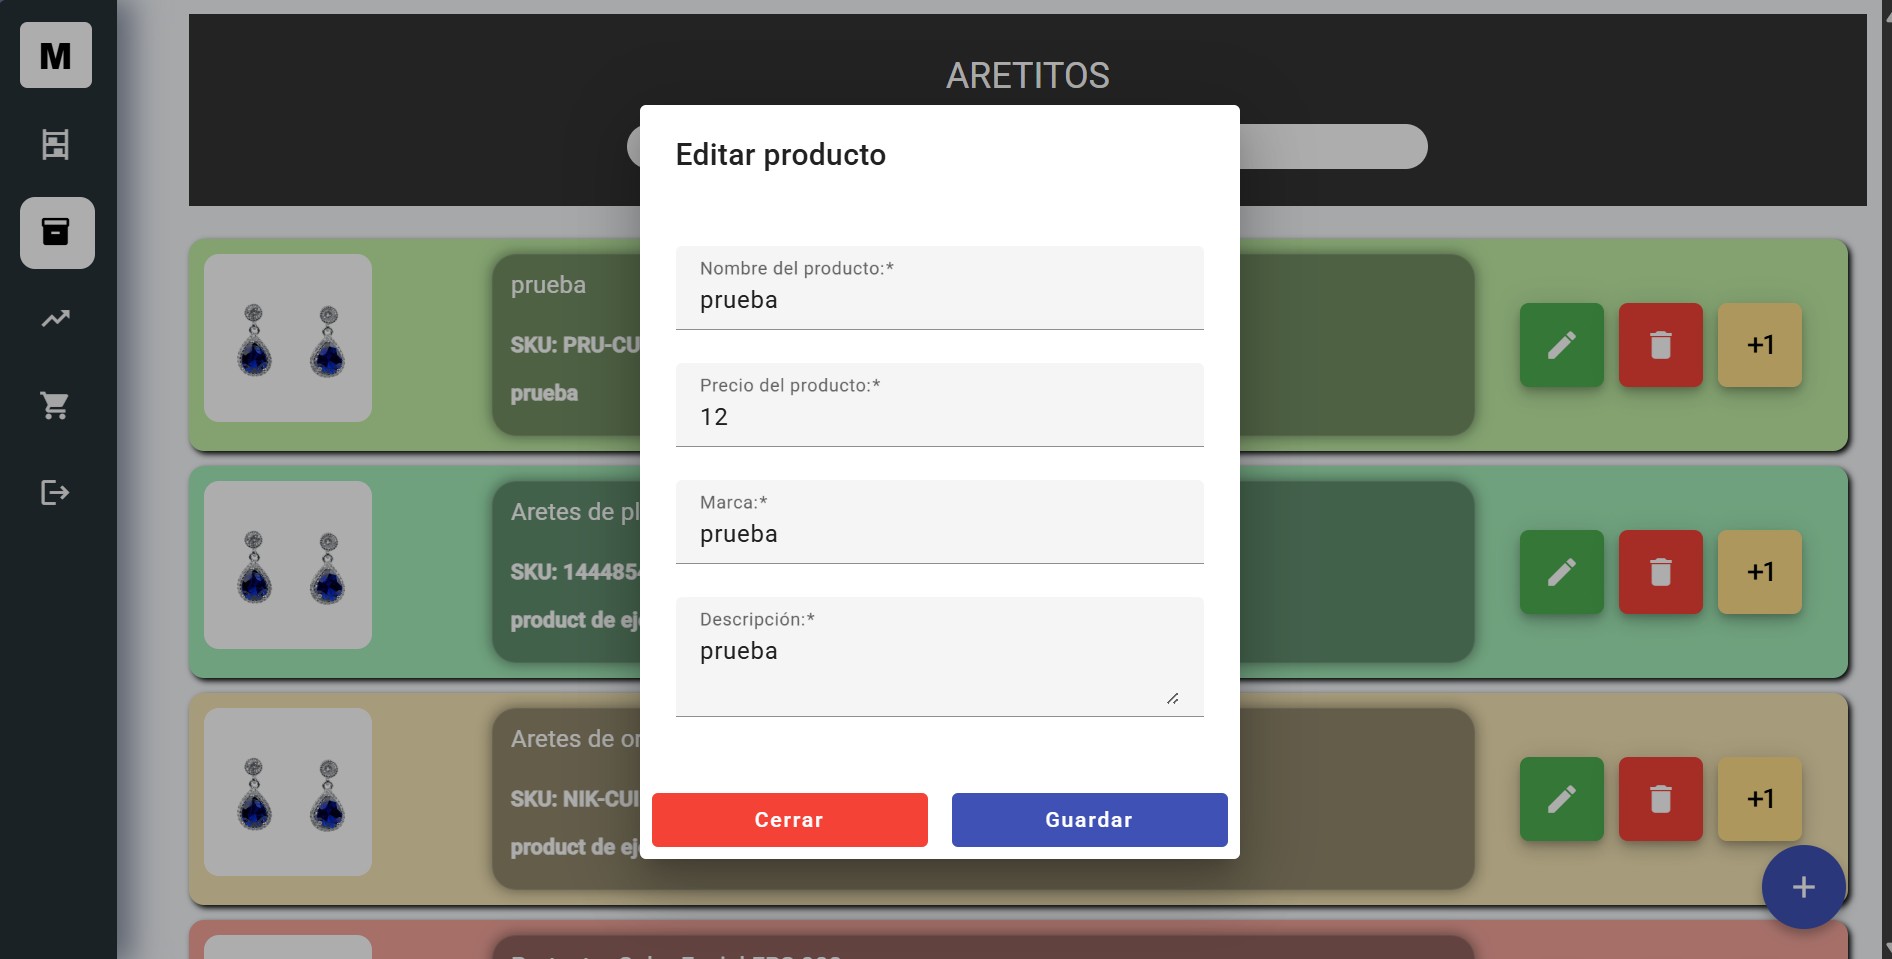 M
ARETITOS
Editar producto
Nombre del producto:*
prueba
Precio del producto:*
12
Marca:*
prueba
Descripción:*
prueba
Cerrar
Guardar
prueba
SKU: PRU-CU
prueba
+1
Aretes de pl
SKU: 144485
product de ej
+1
Aretes de or
SKU: NIK-CUI
product de ej
+1
+